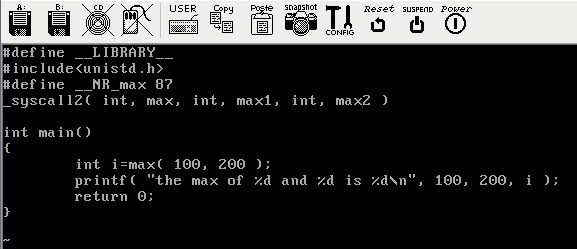 A: B: CD USER Copy Paste snapshot CONFIG Reset SUSPEND Power
#define __LIBRARY__
#include<unistd.h>
#define __NR_max 87
_syscall2( int, max, int, max1, int, max2 )
int main()
{
        int i=max( 100, 200 );
        printf( "the max of %d and %d is %d\n", 100, 200, i );
        return 0;
}
~